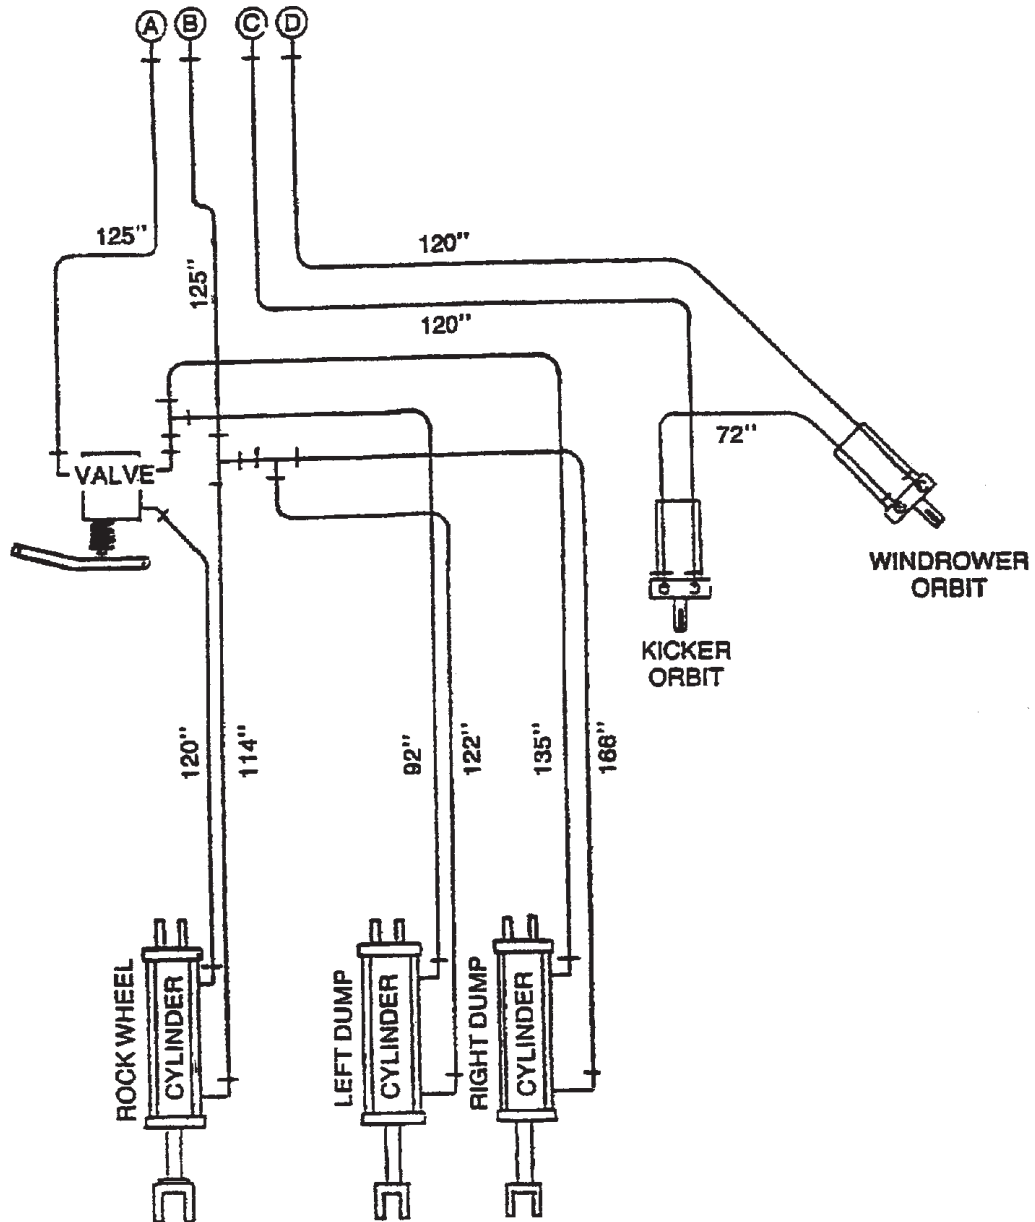 A B C D
125"
120"
125"
120"
72"
VALVE
WINDROWER
ORBIT
KICKER
ORBIT
120"
114"
92"
122"
135"
166"
ROCK WHEEL
CYLINDER
LEFT DUMP
CYLINDER
RIGHT DUMP
CYLINDER